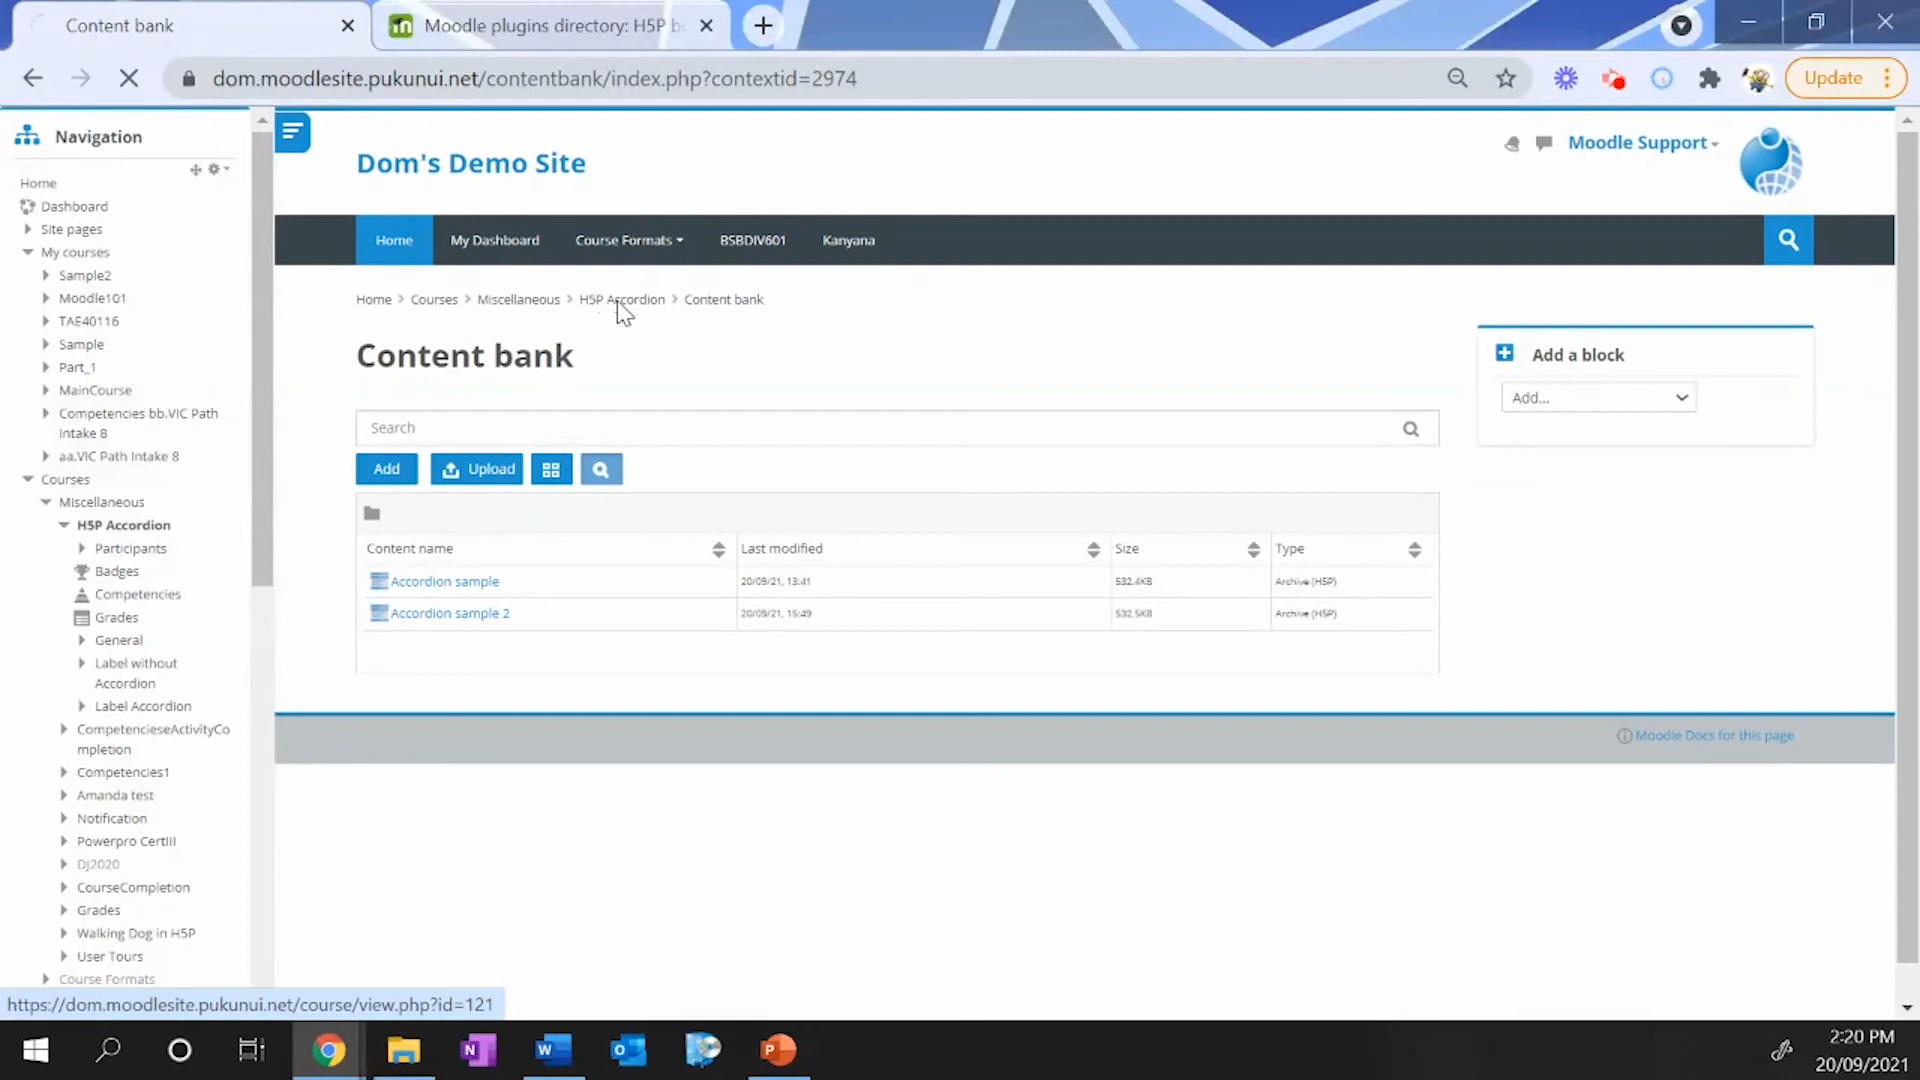 Content bank
Moodle plugins directory: H5P b
dom.moodlesite.pukunui.net/contentbank/index.php?contextid=2974
Update
Navigation
Home
Dashboard
Site pages
My courses
Sample2
Moodle101
TAE40116
Sample
Part_1
MainCourse
Competencies bb.VIC Path
Intake 8
aa.VIC Path Intake 8
Courses
Miscellaneous
H5P Accordion
Participants
Badges
Competencies
Grades
General
Label without
Accordion
Label Accordion
CompetencieseActivityCo
mpletion
Competencies1
Amanda test
Notification
Powerpro CertIII
DJ2020
CourseCompletion
Grades
Walking Dog in H5P
User Tours
Course Formats
https://dom.moodlesite.pukunui.net/course/view.php?id=121
Dom's Demo Site
Moodle Support
Home My Dashboard Course Formats BSBDIV601 Kanyana
Home > Courses > Miscellaneous > H5P Accordion > Content bank
Content bank
Search
Add Upload
Content name Last modified Size Type
Accordion sample 20/09/21, 13:41 532.4KB Archive (H5P)
Accordion sample 2 20/09/21, 15:49 532.5KB Archive (H5P)
Add a block
Add...
Moodle Docs for this page
2:20 PM
20/09/2021